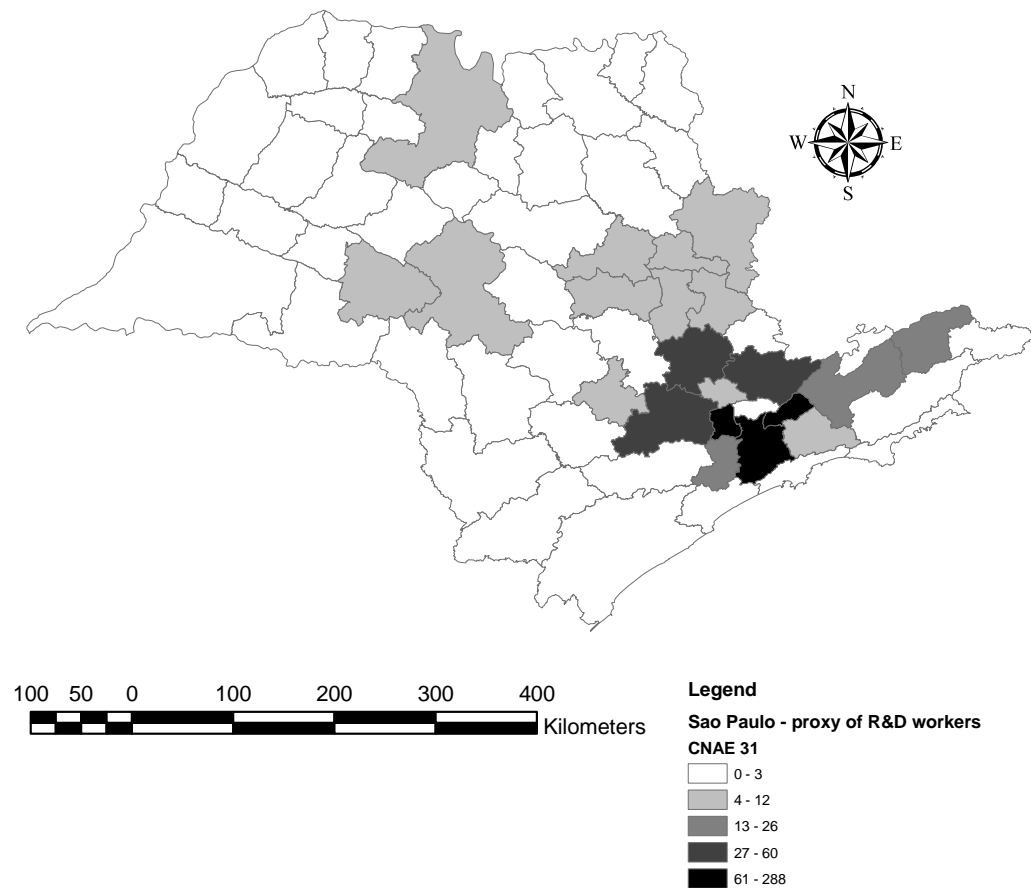 N
W E
S
100 50 0 100 200 300 400
Kilometers
Legend
Sao Paulo - proxy of R&D workers
CNAE 31
0 - 3
4 - 12
13 - 26
27 - 60
61 - 288